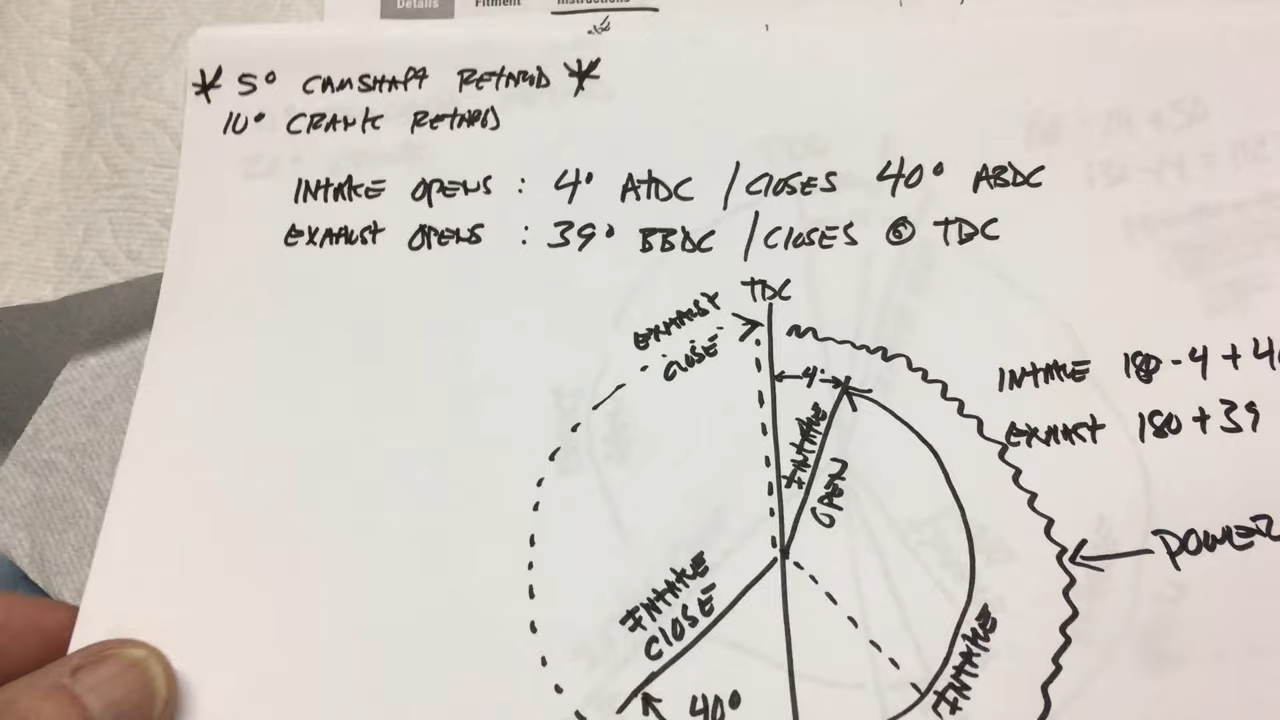 Details Fitment Instructions
* 5° CAMSHAFT RETARD *
10° CRANK RETARD
INTAKE OPENS : 4° ATDC / CLOSES 40° ABDC
EXHAUST OPENS : 39° BBDC / CLOSES @ TDC
TDC
EXHAUST
CLOSE
4°
INTAKE
OPEN
INTAKE 180-4+4
EXHAUST 180+39
POWER
INTAKE
CLOSE
INTAKE
40°